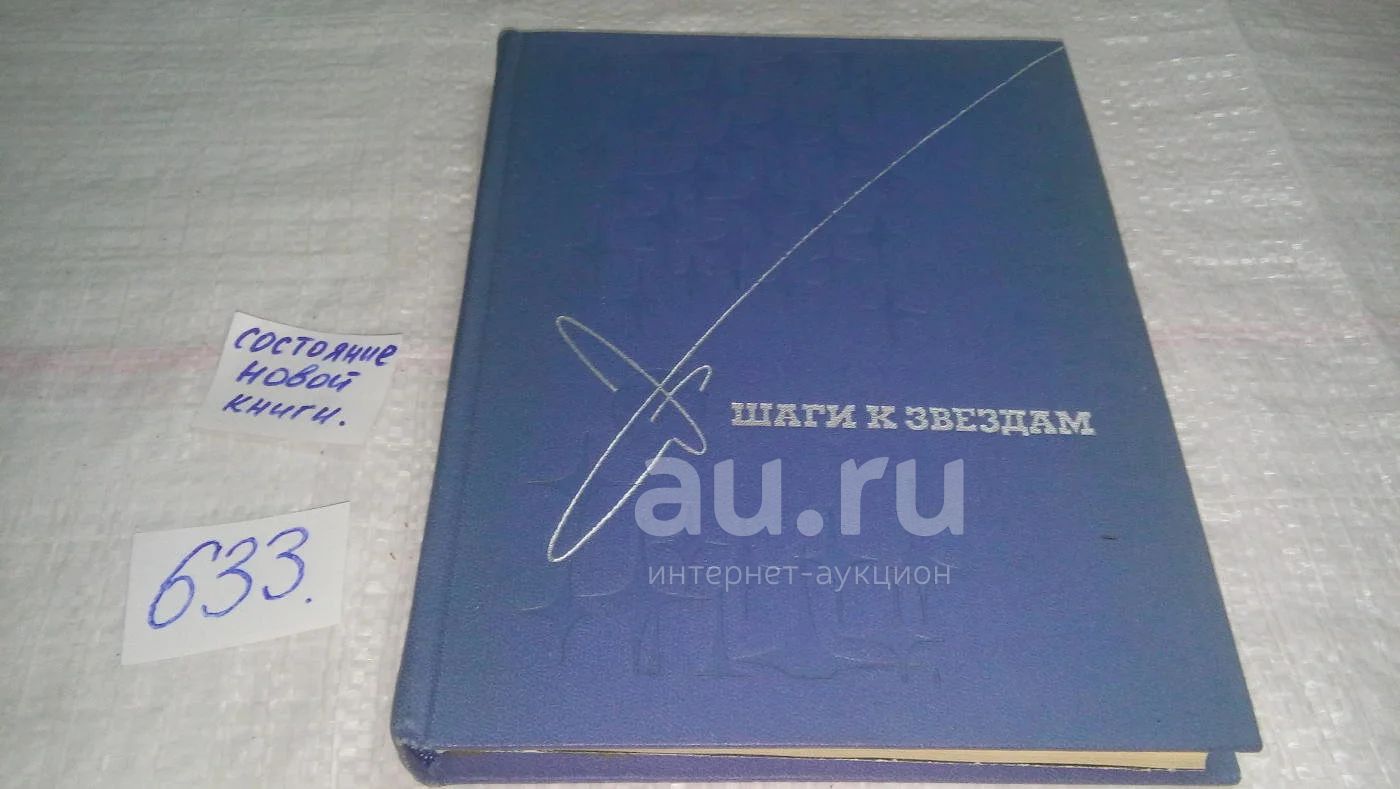 состояние
новой
книги.
633.
ШАГИ К ЗВЕЗДАМ
au.ru
интернет-аукцион